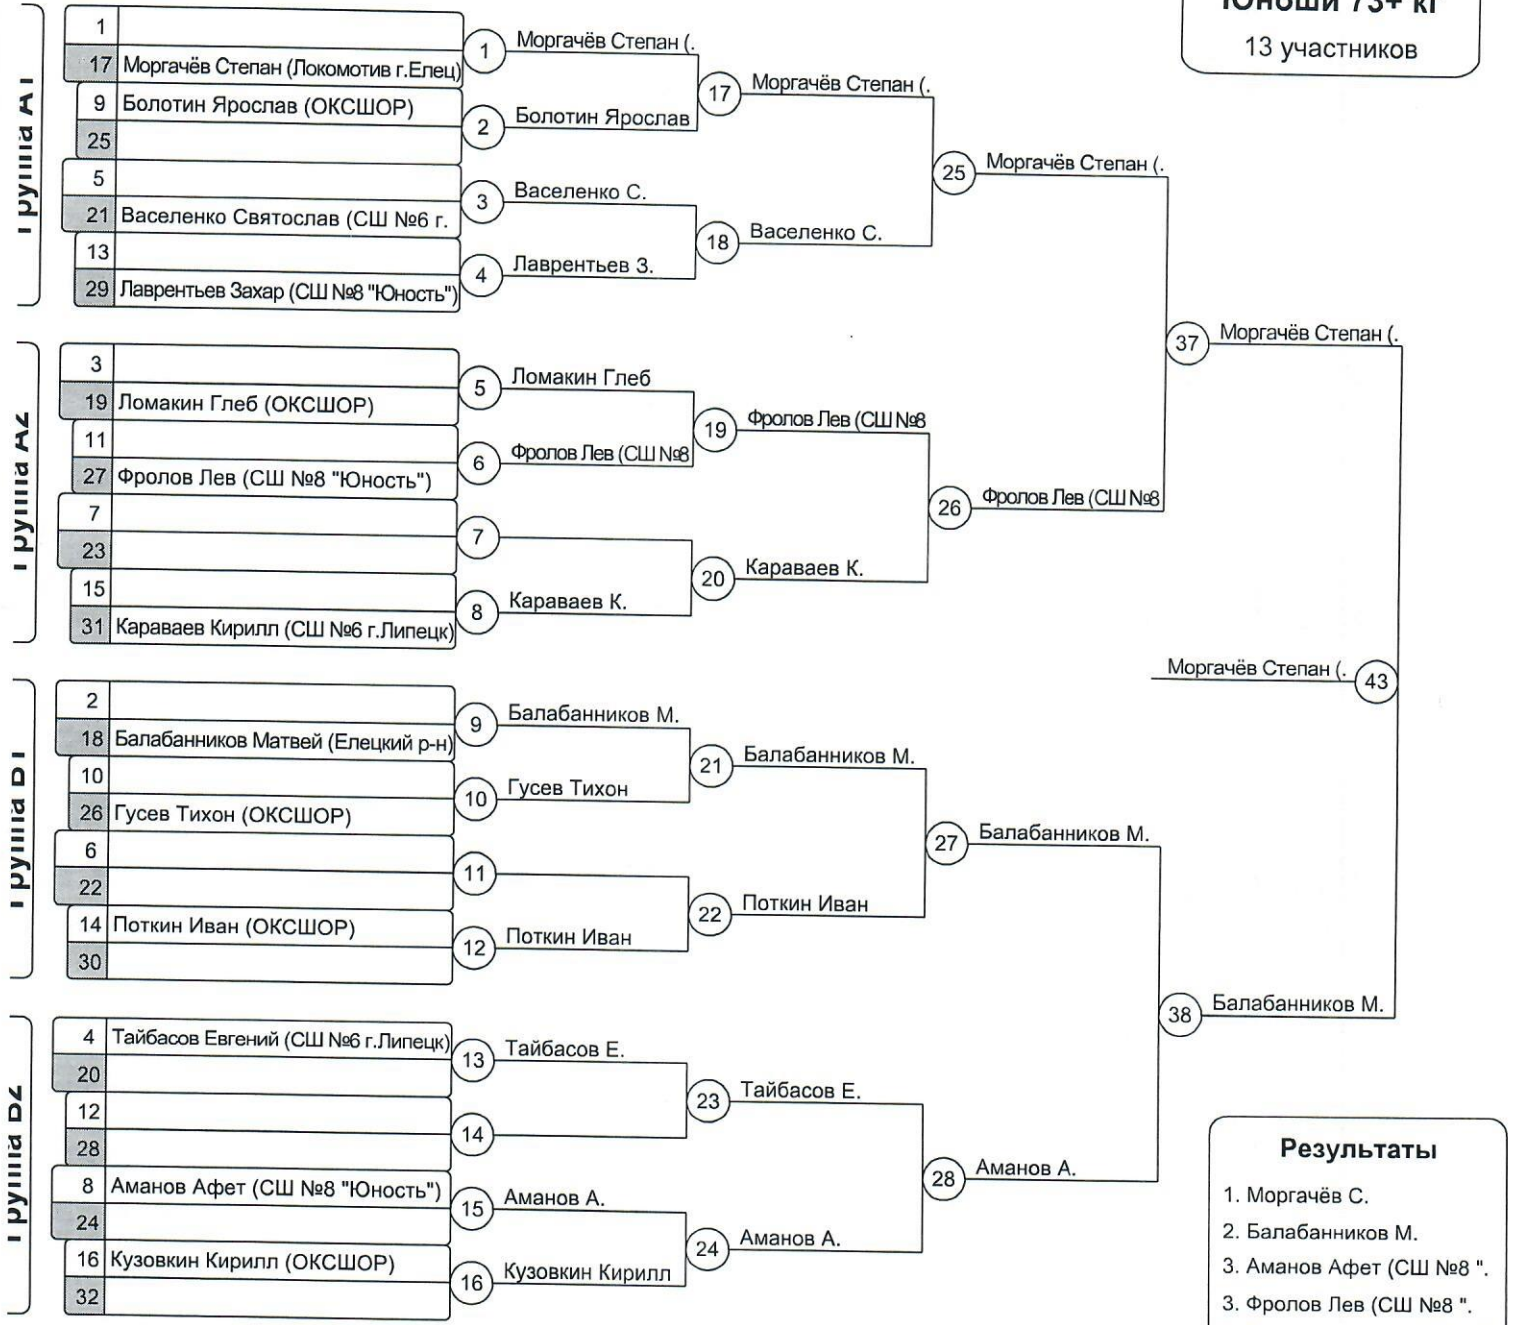 Юноши 73+ кг
13 участников
Группа A1
1
17 Моргачёв Степан (Локомотив г.Елец)
9 Болотин Ярослав (ОКСШОР)
25
5
21 Васеленко Святослав (СШ №6 г.
13
29 Лаврентьев Захар (СШ №8 "Юность")
1 Моргачёв Степан (.
2 Болотин Ярослав
3 Васеленко С.
4 Лаврентьев З.
17 Моргачёв Степан (.
18 Васеленко С.
25 Моргачёв Степан (.
Группа A2
3
19 Ломакин Глеб (ОКСШОР)
11
27 Фролов Лев (СШ №8 "Юность")
7
23
15
31 Караваев Кирилл (СШ №6 г.Липецк)
5 Ломакин Глеб
6 Фролов Лев (СШ №8
7
8 Караваев К.
19 Фролов Лев (СШ №8
20 Караваев К.
26 Фролов Лев (СШ №8
37 Моргачёв Степан (.
Моргачёв Степан (. 43
Группа B1
2
18 Балабанников Матвей (Елецкий р-н)
10
26 Гусев Тихон (ОКСШОР)
6
22
14 Поткин Иван (ОКСШОР)
30
9 Балабанников М.
10 Гусев Тихон
11
12 Поткин Иван
21 Балабанников М.
22 Поткин Иван
27 Балабанников М.
Группа B2
4 Тайбасов Евгений (СШ №6 г.Липецк)
20
12
28
8 Аманов Афет (СШ №8 "Юность")
24
16 Кузовкин Кирилл (ОКСШОР)
32
13 Тайбасов Е.
14
15 Аманов А.
16 Кузовкин Кирилл
23 Тайбасов Е.
24 Аманов А.
28 Аманов А.
38 Балабанников М.
Результаты
1. Моргачёв С.
2. Балабанников М.
3. Аманов Афет (СШ №8 ".
3. Фролов Лев (СШ №8 ".